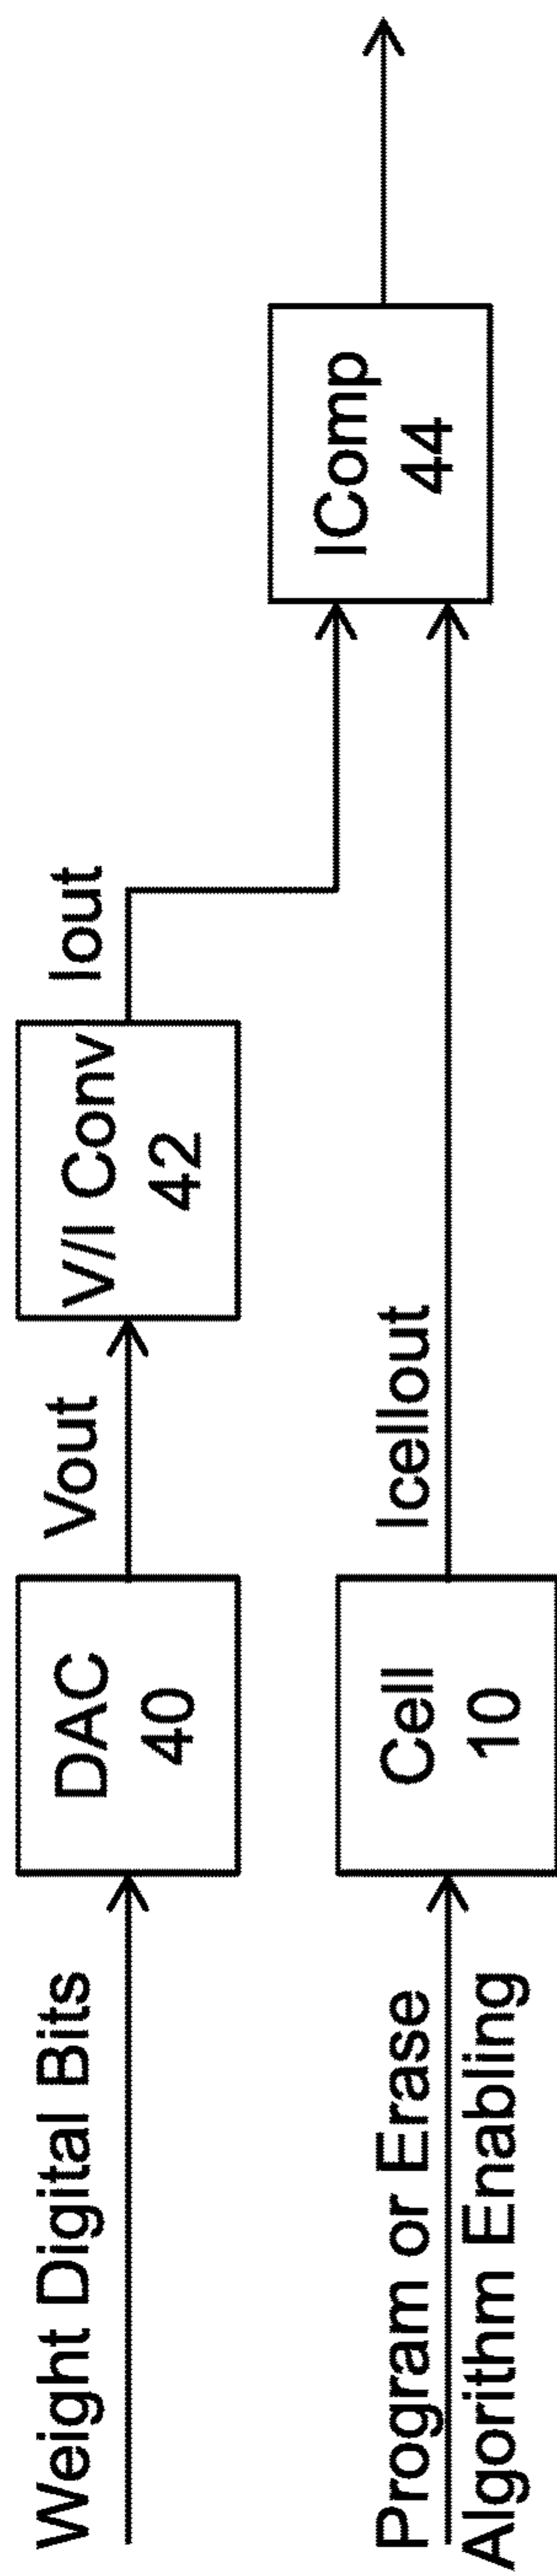 Weight Digital Bits
DAC
40
Vout
V/I Conv
42
Iout
Program or Erase
Algorithm Enabling
Cell
10
Icellout
IComp
44